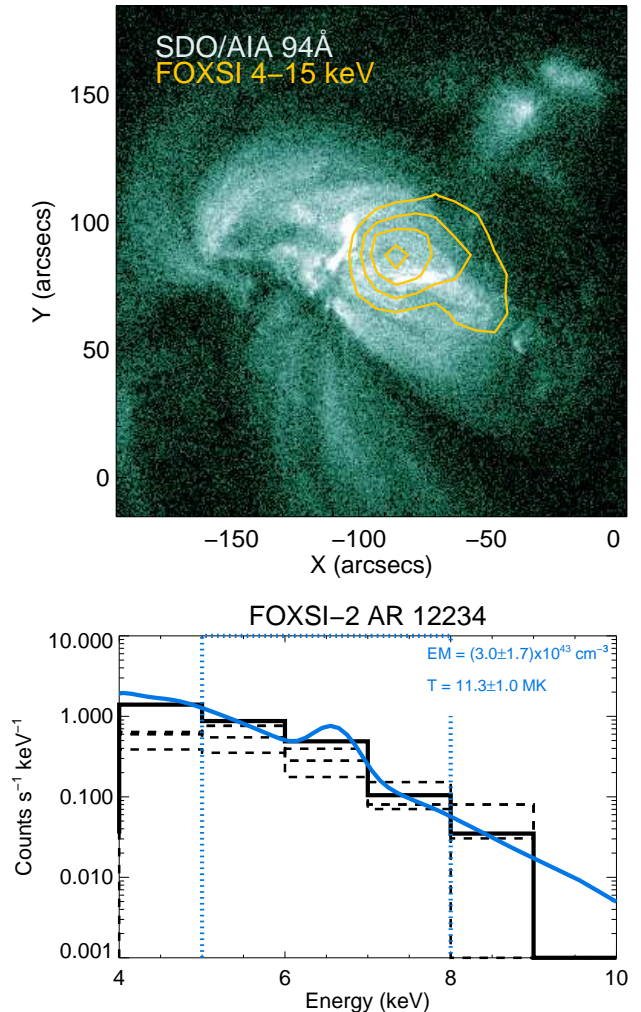 SDO/AIA 94Å
FOXSI 4−15 keV
150
100
50
0
Y (arcsecs)
−150
−100
−50
0
X (arcsecs)
FOXSI−2 AR 12234
EM = (3.0±1.7)x10⁴³ cm⁻³
T = 11.3±1.0 MK
10.000
1.000
0.100
0.010
0.001
Counts s⁻¹ keV⁻¹
4
6
8
10
Energy (keV)